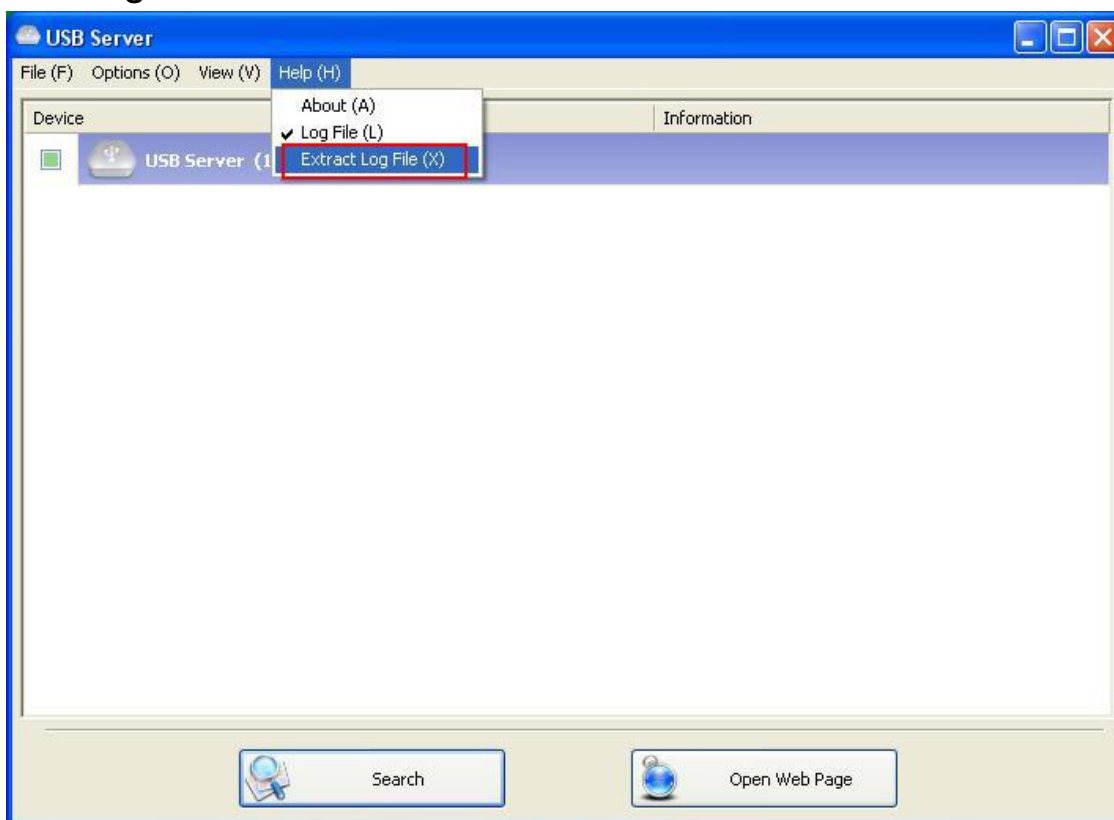 USB Server
File (F) Options (O) View (V) Help (H)
About (A)
Log File (L)
Extract Log File (X)
Device Information
USB Server (1
Search Open Web Page